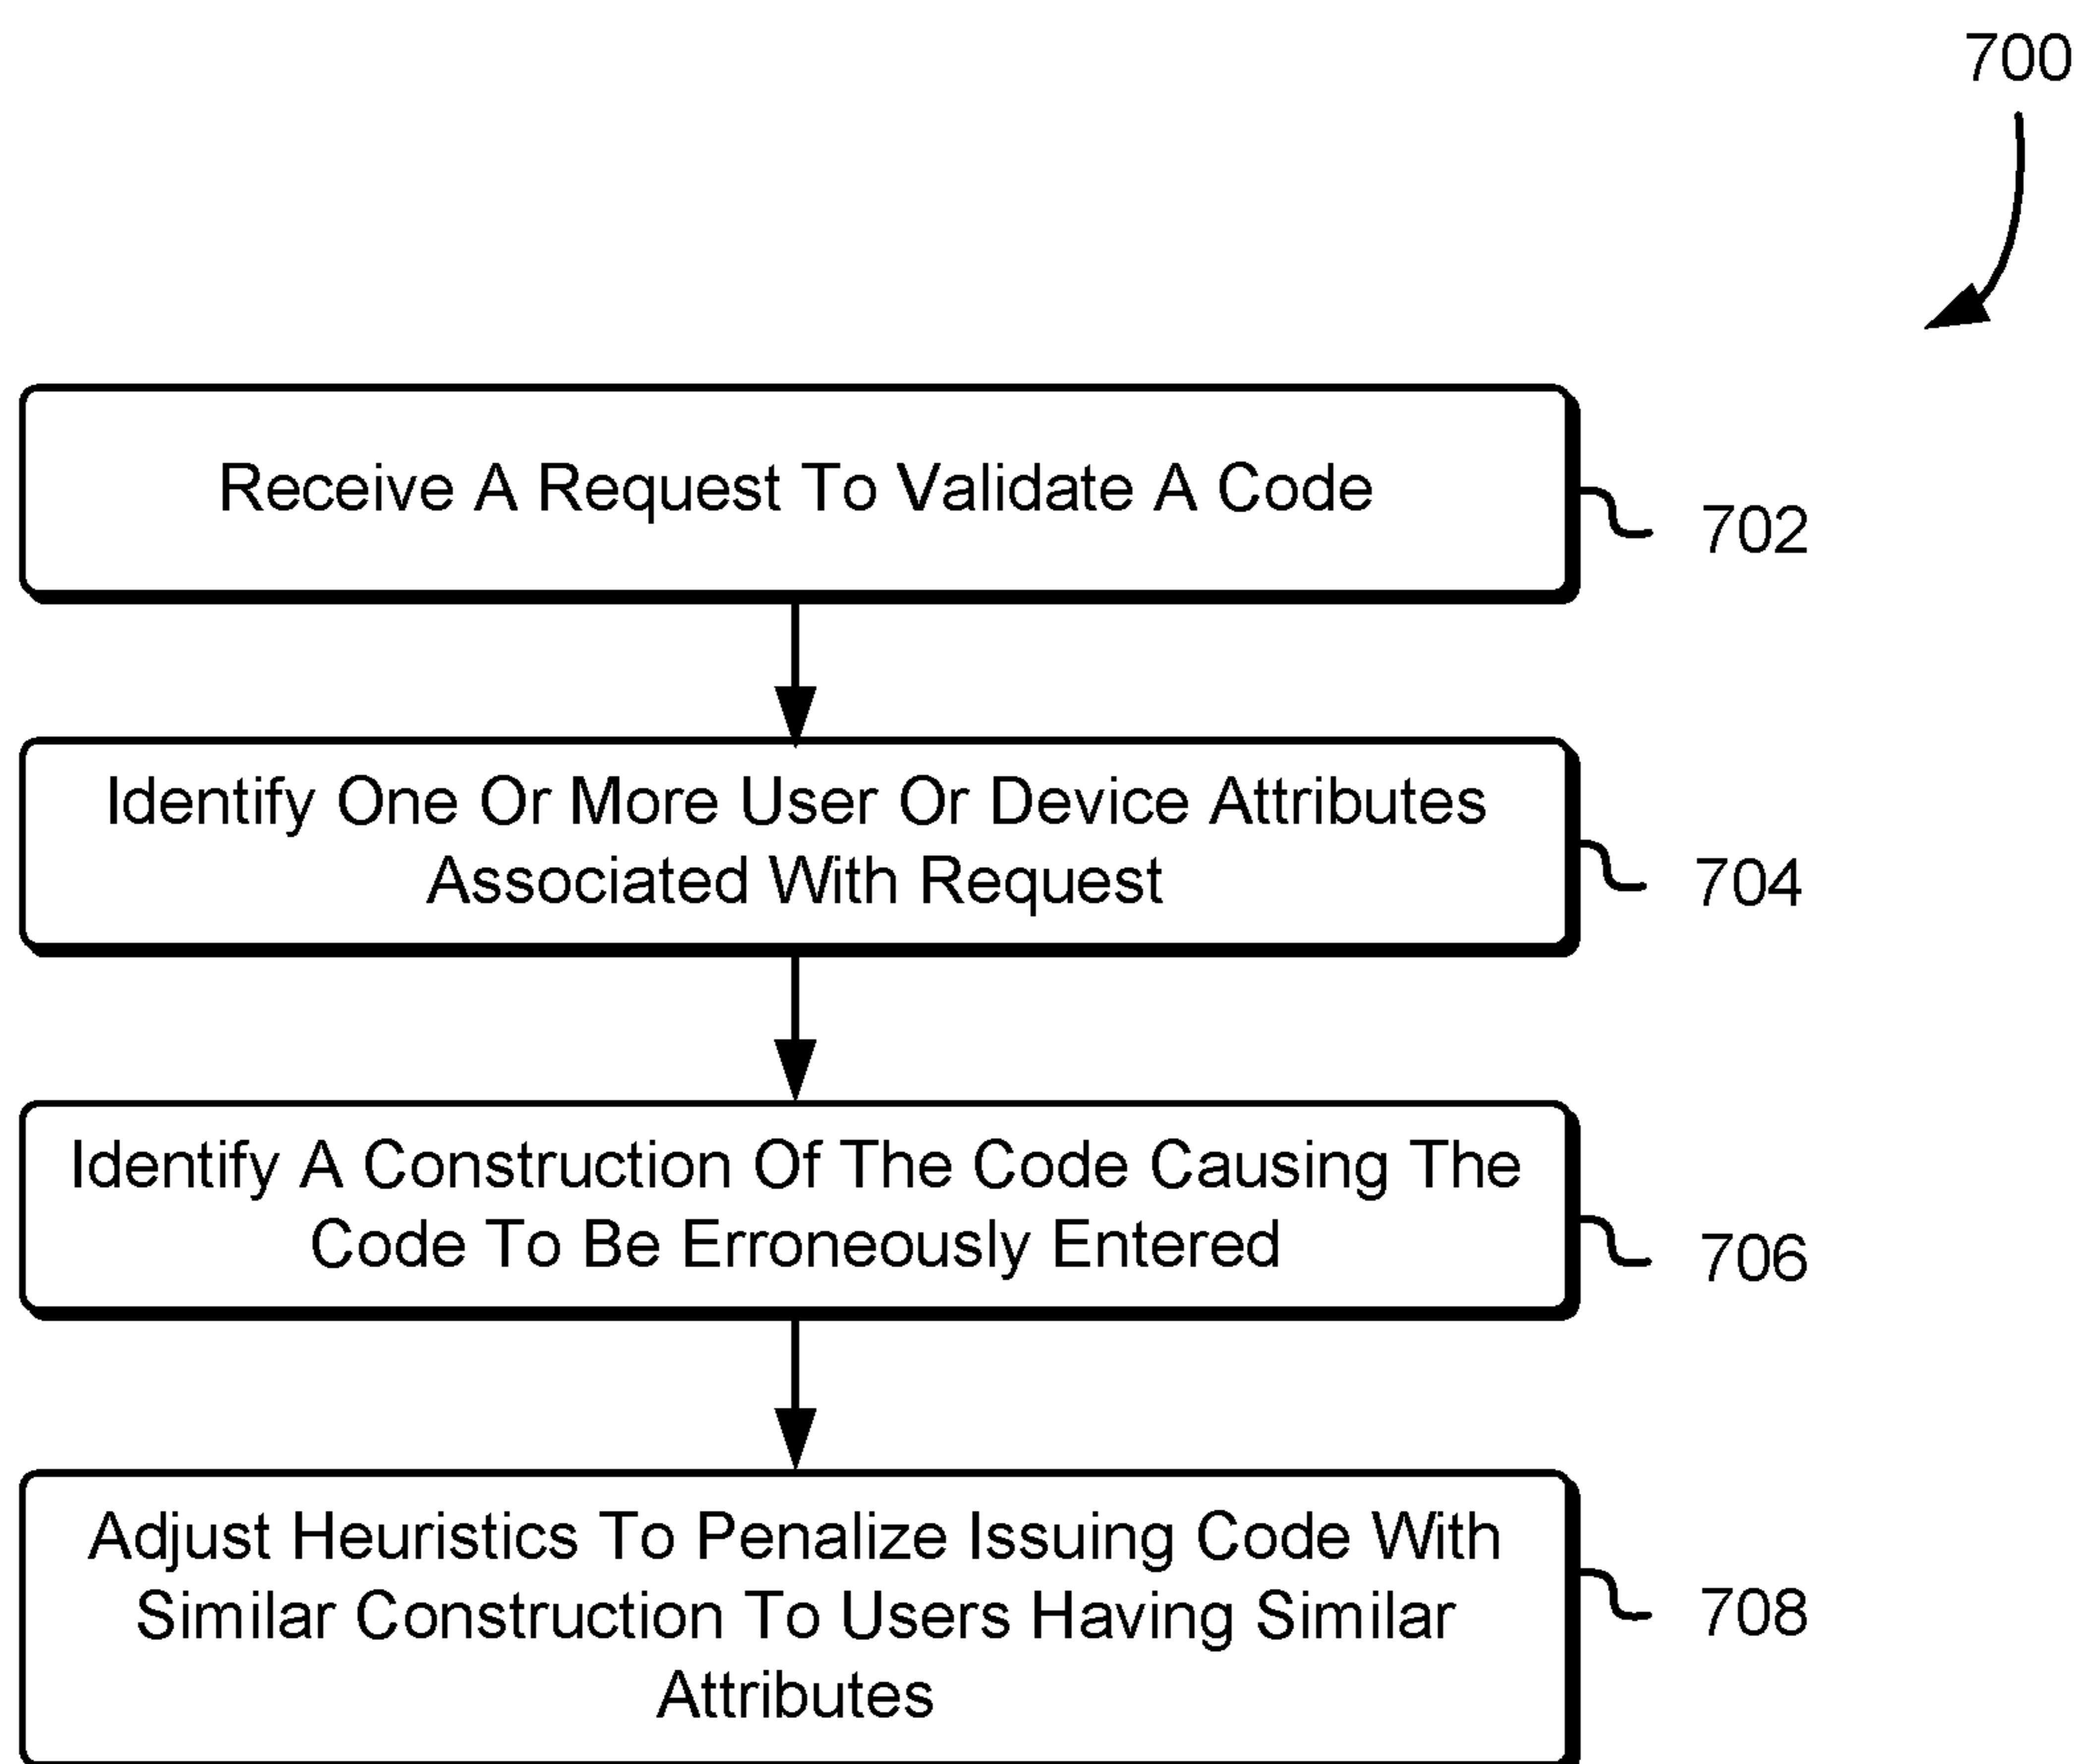 700
Receive A Request To Validate A Code
702
Identify One Or More User Or Device Attributes
Associated With Request
704
Identify A Construction Of The Code Causing The
Code To Be Erroneously Entered
706
Adjust Heuristics To Penalize Issuing Code With
Similar Construction To Users Having Similar
Attributes
708